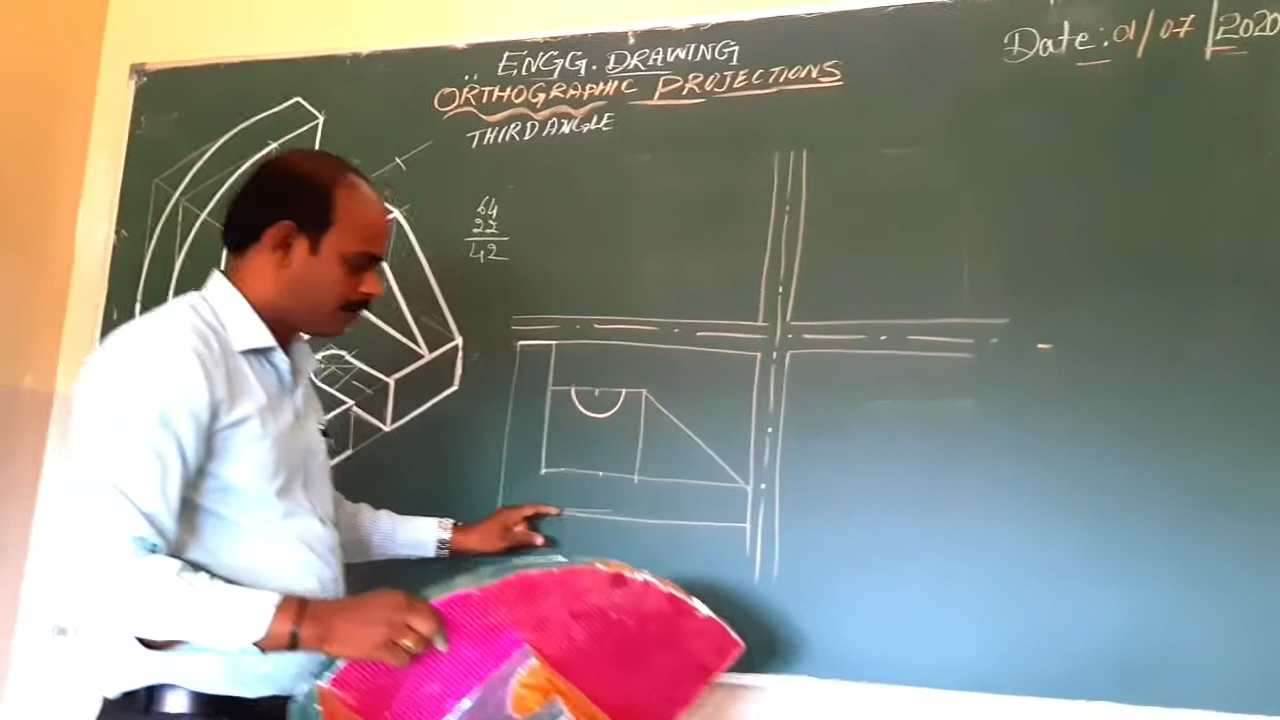 ENGG. DRAWING
ORTHOGRAPHIC PROJECTIONS
THIRD ANGLE
Date: 01/07/2020
64
22
42